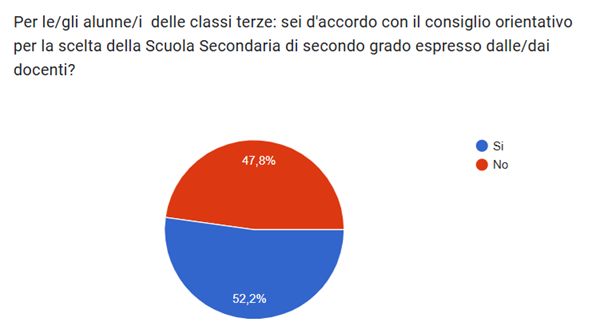 Per le/gli alunne/i  delle classi terze: sei d'accordo con il consiglio orientativo
per la scelta della Scuola Secondaria di secondo grado espresso dalle/dai
docenti?
Si
No
47,8%
52,2%